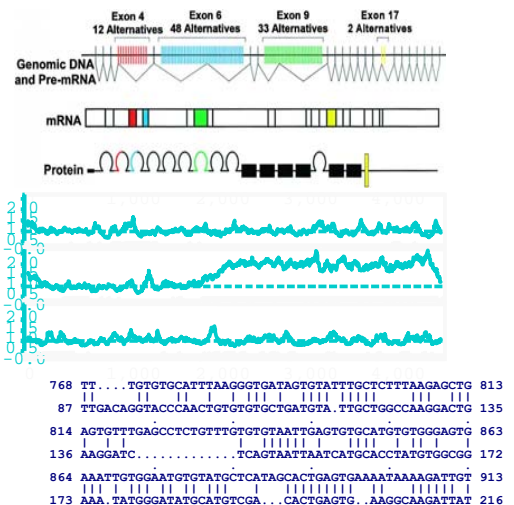 Exon 4 Exon 6 Exon 9 Exon 17
12 Alternatives 48 Alternatives 33 Alternatives 2 Alternatives
Genomic DNA
and Pre-mRNA
mRNA
Protein
768 TT....TGTGTGCATTTAAGGGTGATAGTGTATTTGCTCTTTAAGAGCTG 813
87 TTGACAGGTACCCAACTGTGTGTGCTGATGTA.TTGCTGGCCAAGGACTG 135
814 AGTGTTTGAGCCTCTGTTTGTGTGTAATTGAGTGTGCATGTGTGGGAGTG 863
136 AAGGATC.............TCAGTAATTAATCATGCACCTATGTGGCGG 172
864 AAATTGTGGAATGTGTATGCTCATAGCACTGAGTGAAAATAAAAGATTGT 913
173 AAA.TATGGGATATGCATGTCGA...CACTGAGTG..AAGGCAAGATTAT 216